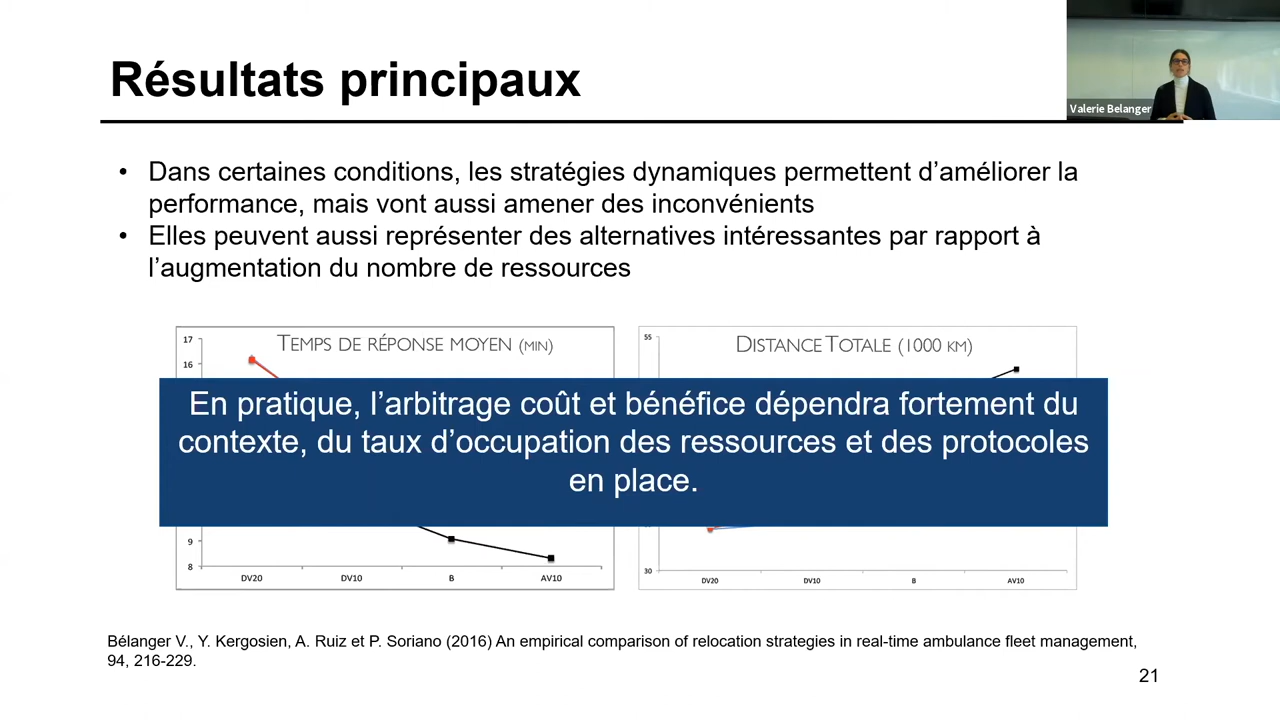 Résultats principaux
Valerie Belanger
• Dans certaines conditions, les stratégies dynamiques permettent d’améliorer la
performance, mais vont aussi amener des inconvénients
• Elles peuvent aussi représenter des alternatives intéressantes par rapport à
l’augmentation du nombre de ressources
TEMPS DE RÉPONSE MOYEN (MIN)
17
16
9
8
DV20 DV10 B AV10
DISTANCE TOTALE (1000 KM)
55
30
DV20 DV10 B AV10
En pratique, l’arbitrage coût et bénéfice dépendra fortement du
contexte, du taux d’occupation des ressources et des protocoles
en place.
Bélanger V., Y. Kergosien, A. Ruiz et P. Soriano (2016) An empirical comparison of relocation strategies in real-time ambulance fleet management,
94, 216-229.
21